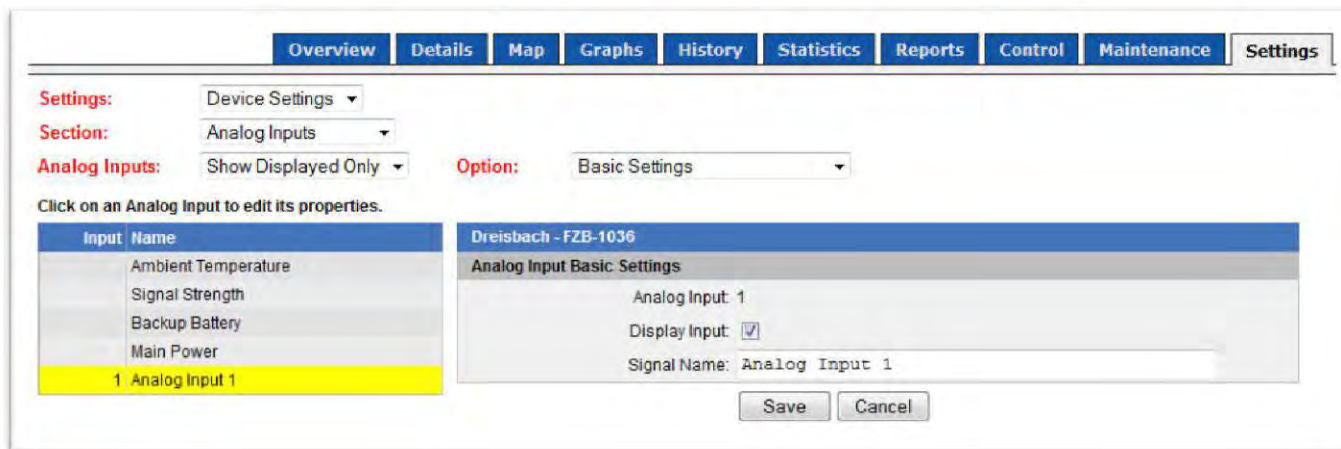 Overview Details Map Graphs History Statistics Reports Control Maintenance Settings
Settings: Device Settings
Section: Analog Inputs
Analog Inputs: Show Displayed Only Option: Basic Settings
Click on an Analog Input to edit its properties.
Input Name
Ambient Temperature
Signal Strength
Backup Battery
Main Power
1 Analog Input 1
Dreisbach - FZB-1036
Analog Input Basic Settings
Analog Input: 1
Display Input:
Signal Name: Analog Input 1
Save Cancel